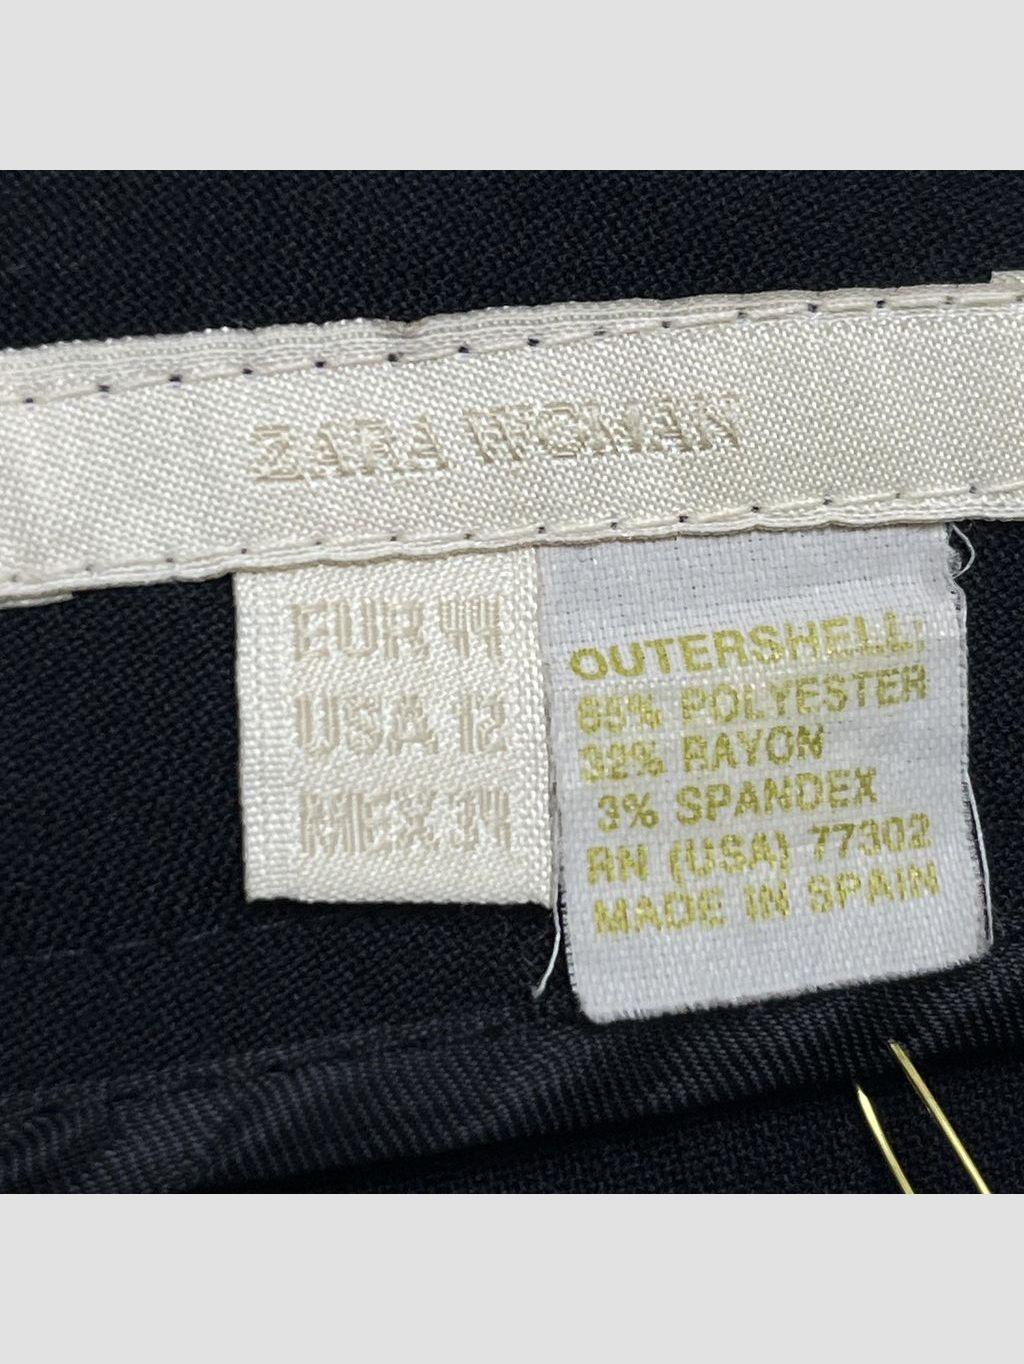 ZARA WOMAN
EUR 44
USA 12
MEX 34
OUTERSHELL:
65% POLYESTER
32% RAYON
3% SPANDEX
RN (USA) 77302
MADE IN SPAIN